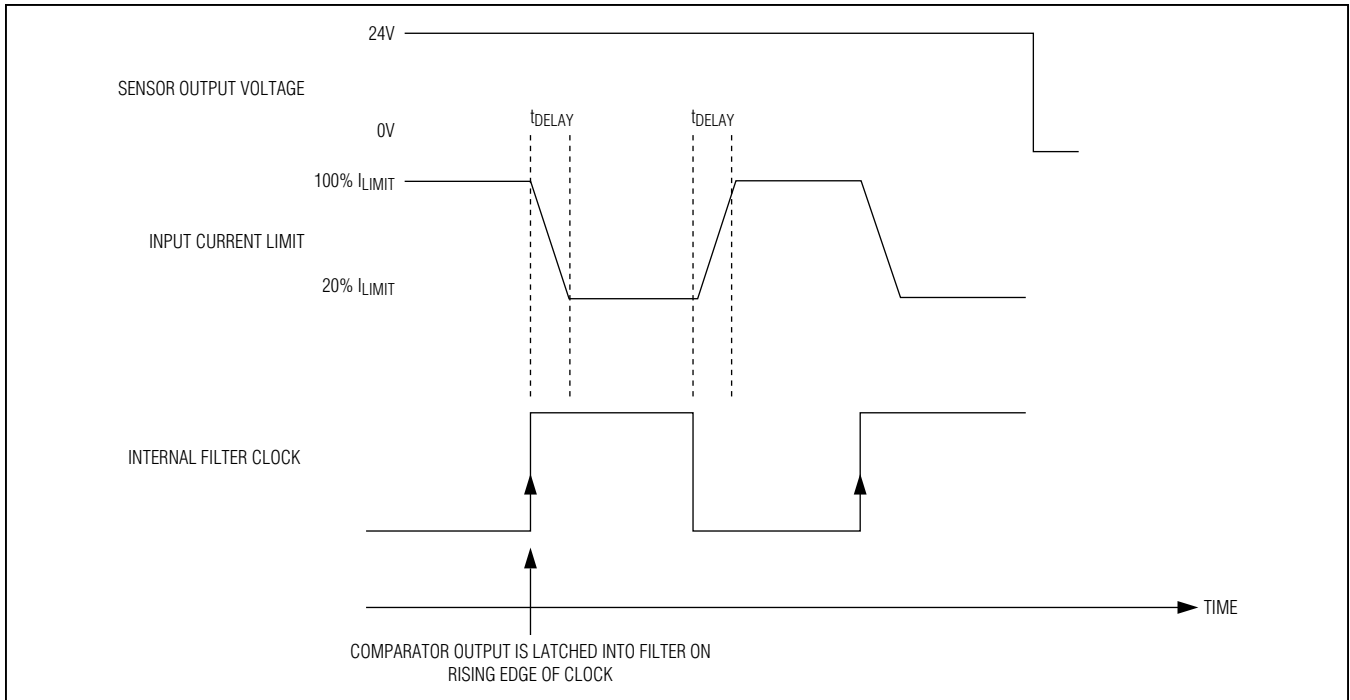 24V
SENSOR OUTPUT VOLTAGE
tDELAY
tDELAY
0V
100% ILIMIT
INPUT CURRENT LIMIT
20% ILIMIT
INTERNAL FILTER CLOCK
TIME
COMPARATOR OUTPUT IS LATCHED INTO FILTER ON
RISING EDGE OF CLOCK